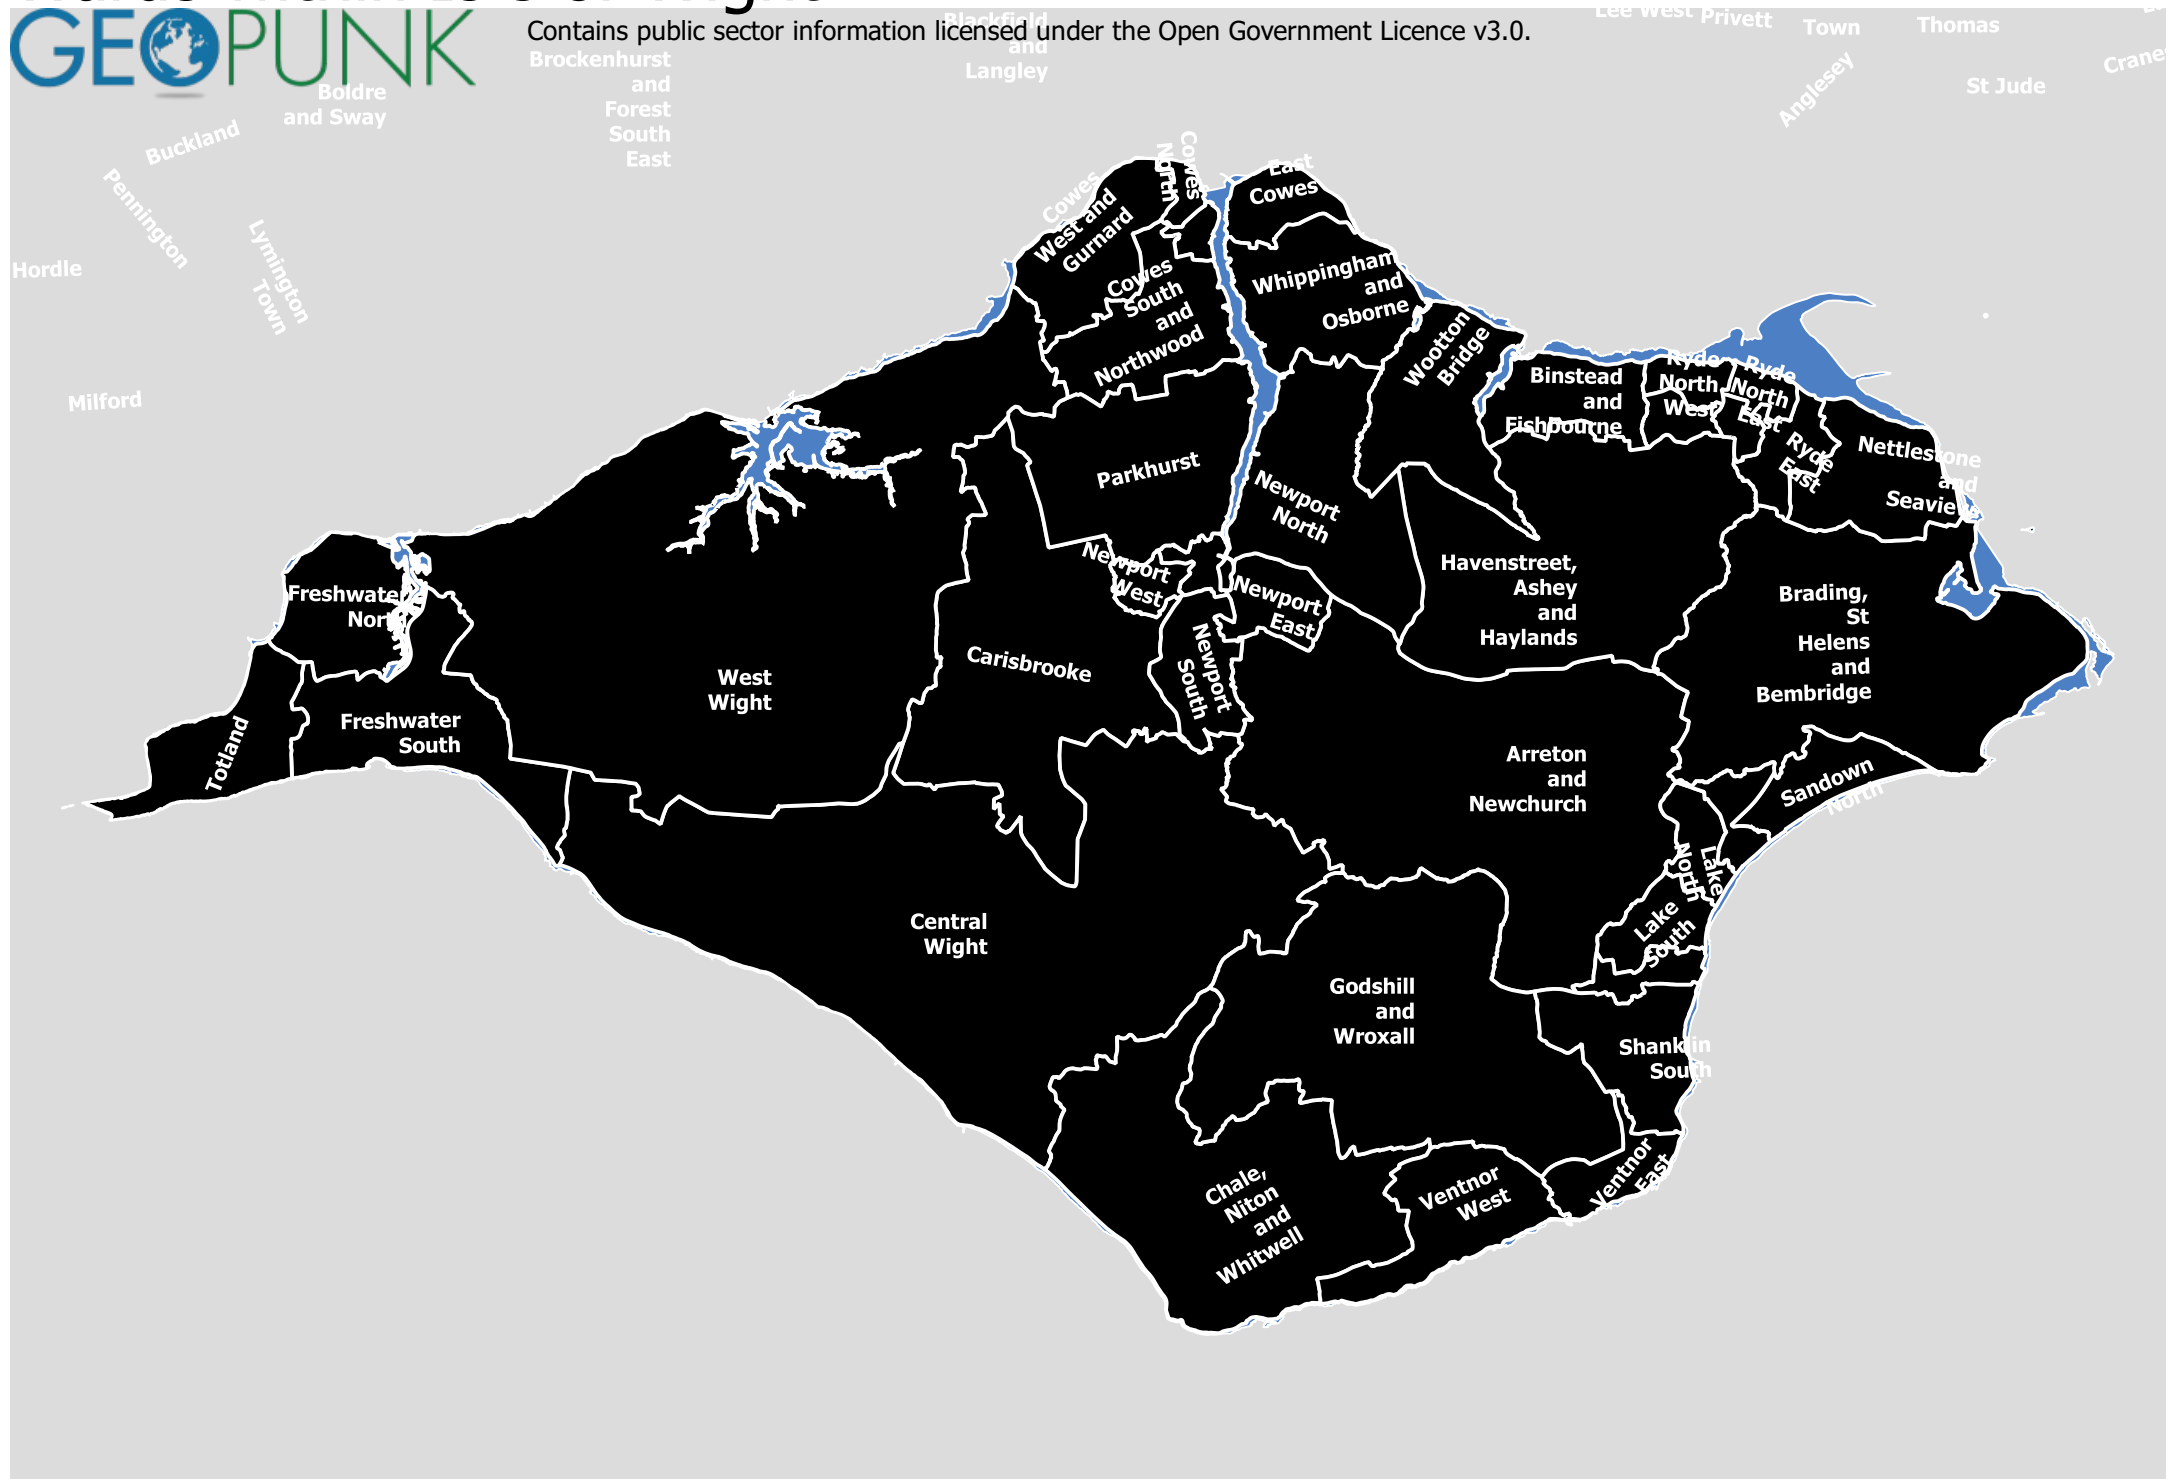 GEOPUNK
Contains public sector information licensed under the Open Government Licence v3.0.
Blackfield
and
Langley
Lee West
Privett
Town
Thomas
Anglesey
St Jude
Brockenhurst
and
Forest
South
East
Boldre
and Sway
Buckland
Pennington
Lymington
Town
Hordle
Milford
Cowes
North
East
Cowes
Cowes
West and
Gurnard
Cowes
South
and
Northwood
Whippingham
and
Osborne
Wootton
Bridge
Binstead
and
Fishbourne
Ryde
North
West
Ryde
North
East
Ryde
East
Nettlestone
and
Seaview
Parkhurst
Newport
North
Newport
West
Newport
East
Newport
South
Havenstreet,
Ashey
and
Haylands
Brading,
St
Helens
and
Bembridge
Freshwater
North
Freshwater
South
Totland
West
Wight
Carisbrooke
Arreton
and
Newchurch
Sandown
North
Lake
North
Lake
South
Central
Wight
Godshill
and
Wroxall
Shanklin
South
Ventnor
East
Ventnor
West
Chale,
Niton
and
Whitwell